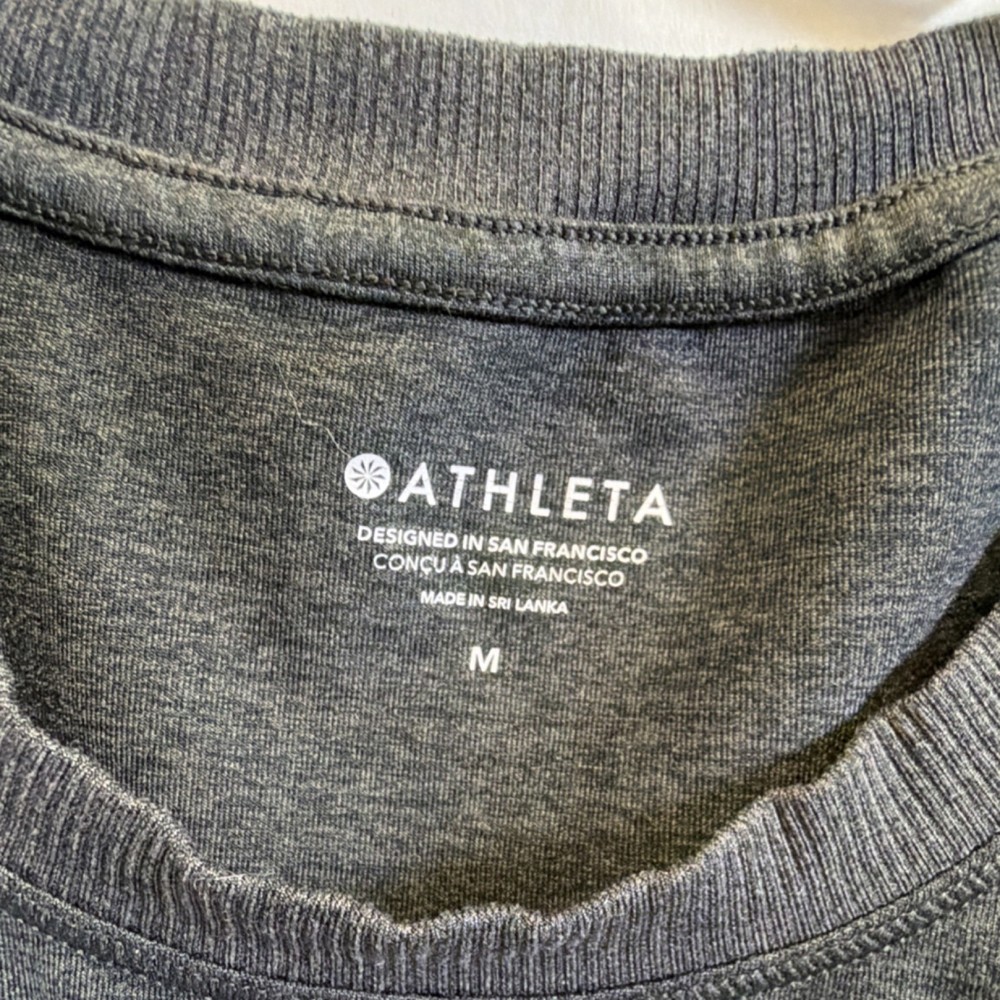 ATHLETA
DESIGNED IN SAN FRANCISCO
CONÇU À SAN FRANCISCO
MADE IN SRI LANKA
M